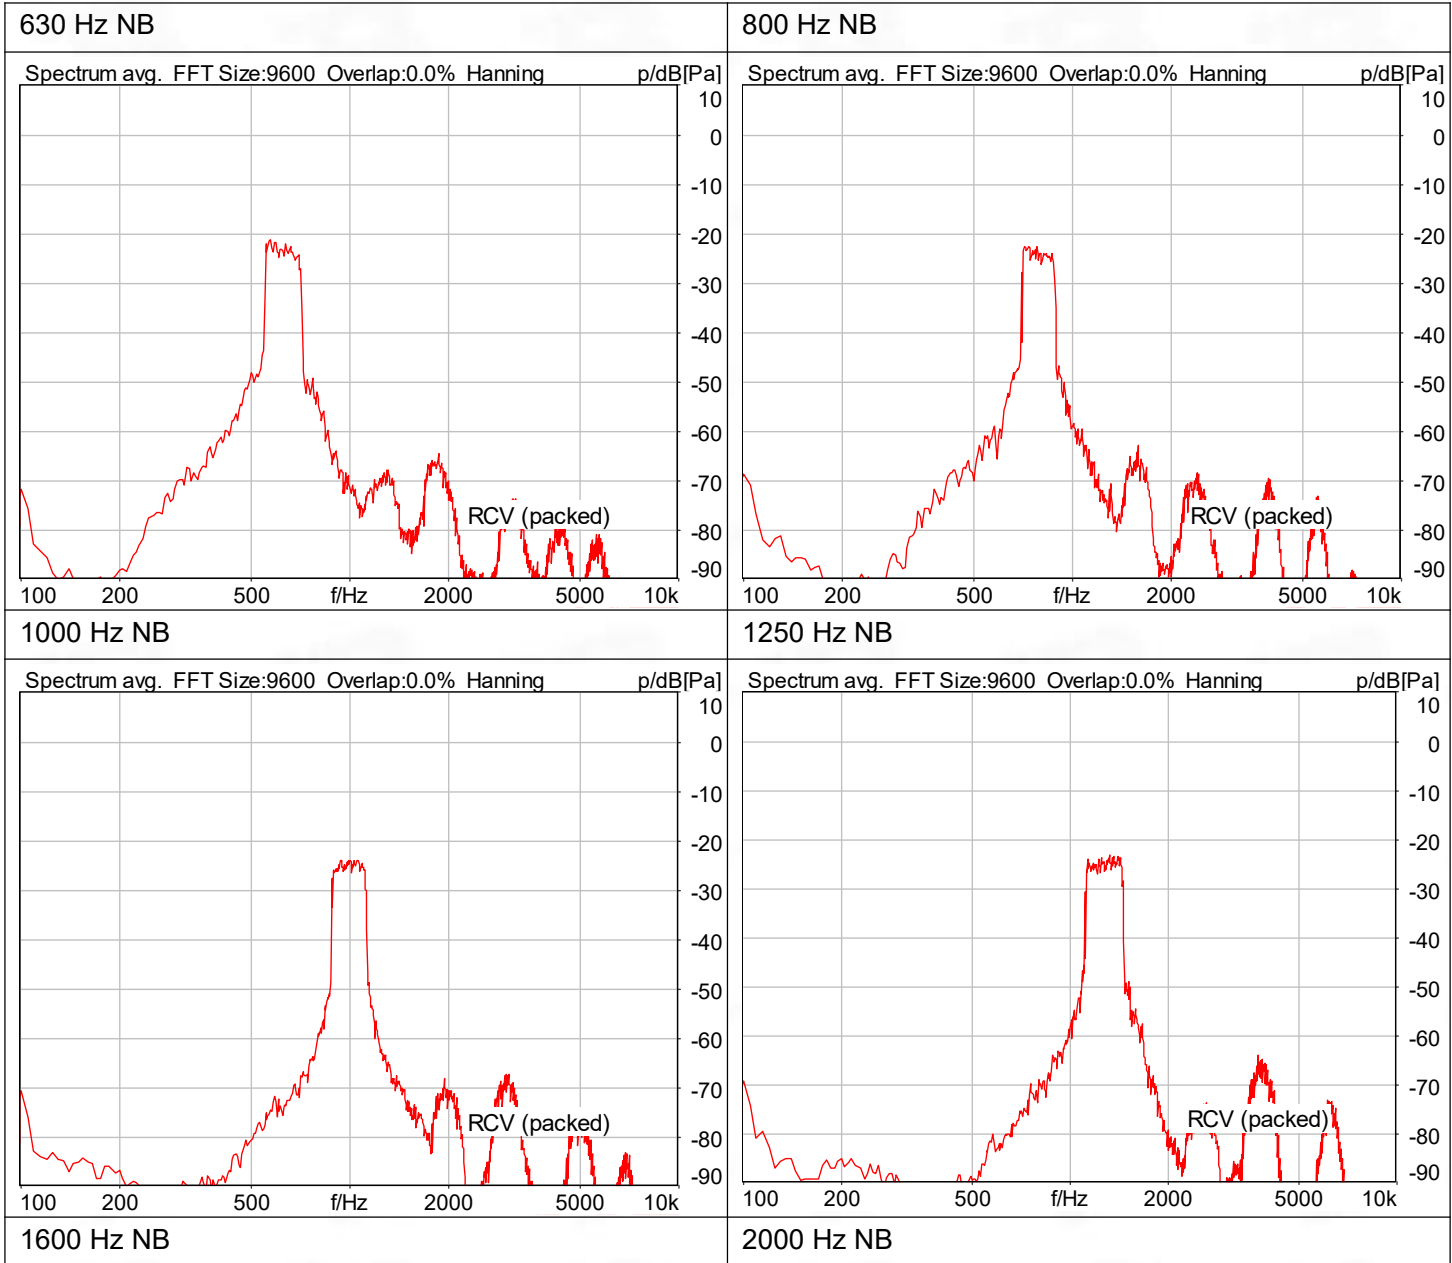 630 Hz NB
800 Hz NB
Spectrum avg. FFT Size:9600 Overlap:0.0% Hanning p/dB[Pa]
10
0
-10
-20
-30
-40
-50
-60
-70
-80
-90
RCV (packed)
100 200 500 f/Hz 2000 5000 10k
Spectrum avg. FFT Size:9600 Overlap:0.0% Hanning p/dB[Pa]
10
0
-10
-20
-30
-40
-50
-60
-70
-80
-90
RCV (packed)
100 200 500 f/Hz 2000 5000 10k
1000 Hz NB
1250 Hz NB
Spectrum avg. FFT Size:9600 Overlap:0.0% Hanning p/dB[Pa]
10
0
-10
-20
-30
-40
-50
-60
-70
-80
-90
RCV (packed)
100 200 500 f/Hz 2000 5000 10k
Spectrum avg. FFT Size:9600 Overlap:0.0% Hanning p/dB[Pa]
10
0
-10
-20
-30
-40
-50
-60
-70
-80
-90
RCV (packed)
100 200 500 f/Hz 2000 5000 10k
1600 Hz NB
2000 Hz NB